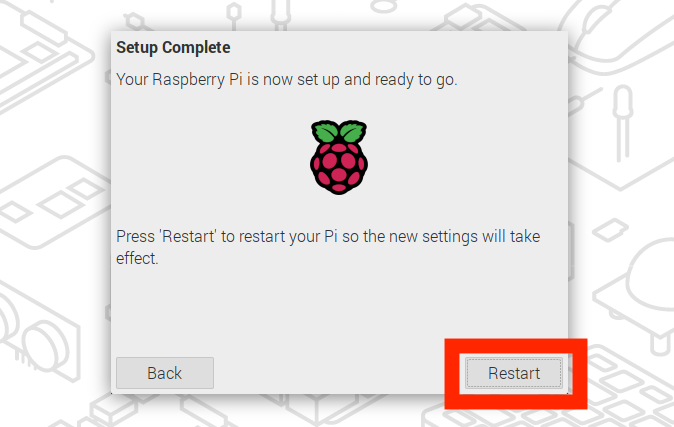 Setup Complete
Your Raspberry Pi is now set up and ready to go.
Press 'Restart' to restart your Pi so the new settings will take
effect.
Back
Restart